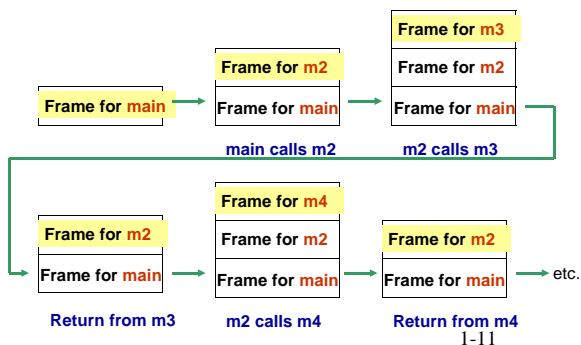 Frame for m3
Frame for m2
Frame for m2
Frame for main
Frame for main
Frame for main
main calls m2
m2 calls m3
Frame for m4
Frame for m2
Frame for m2
Frame for m2
Frame for main
Frame for main
Frame for main
etc.
Return from m3
m2 calls m4
Return from m4
1-11